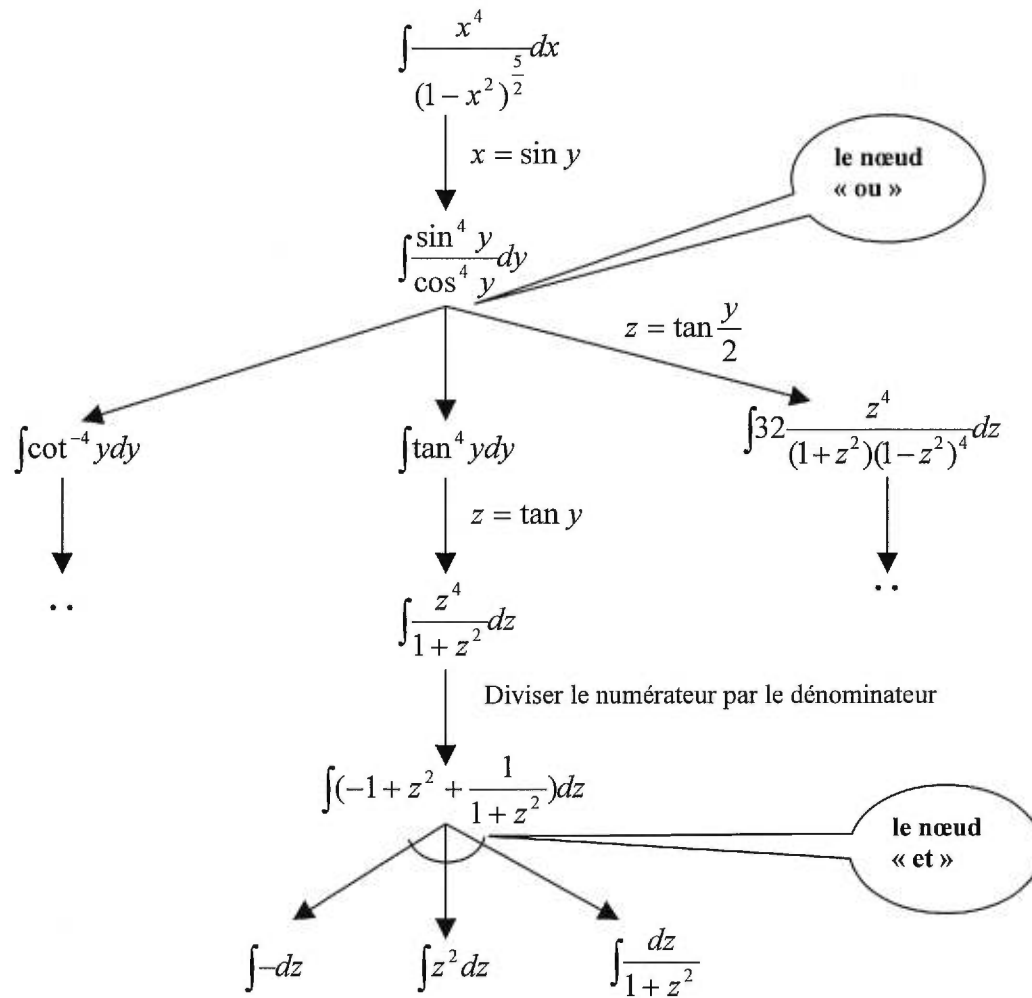 ∫ x⁴ / (1 − x²)^(5/2) dx
x = sin y
le nœud
« ou »
∫ sin⁴ y / cos⁴ y dy
z = tan y/2
∫cot⁻⁴ ydy
∫tan⁴ ydy
∫32 z⁴ / (1+z²)(1−z²)⁴ dz
z = tan y
..
..
∫ z⁴ / 1 + z² dz
Diviser le numérateur par le dénominateur
∫(−1 + z² + 1 / 1 + z²)dz
le nœud
« et »
∫−dz
∫z² dz
∫ dz / 1 + z²